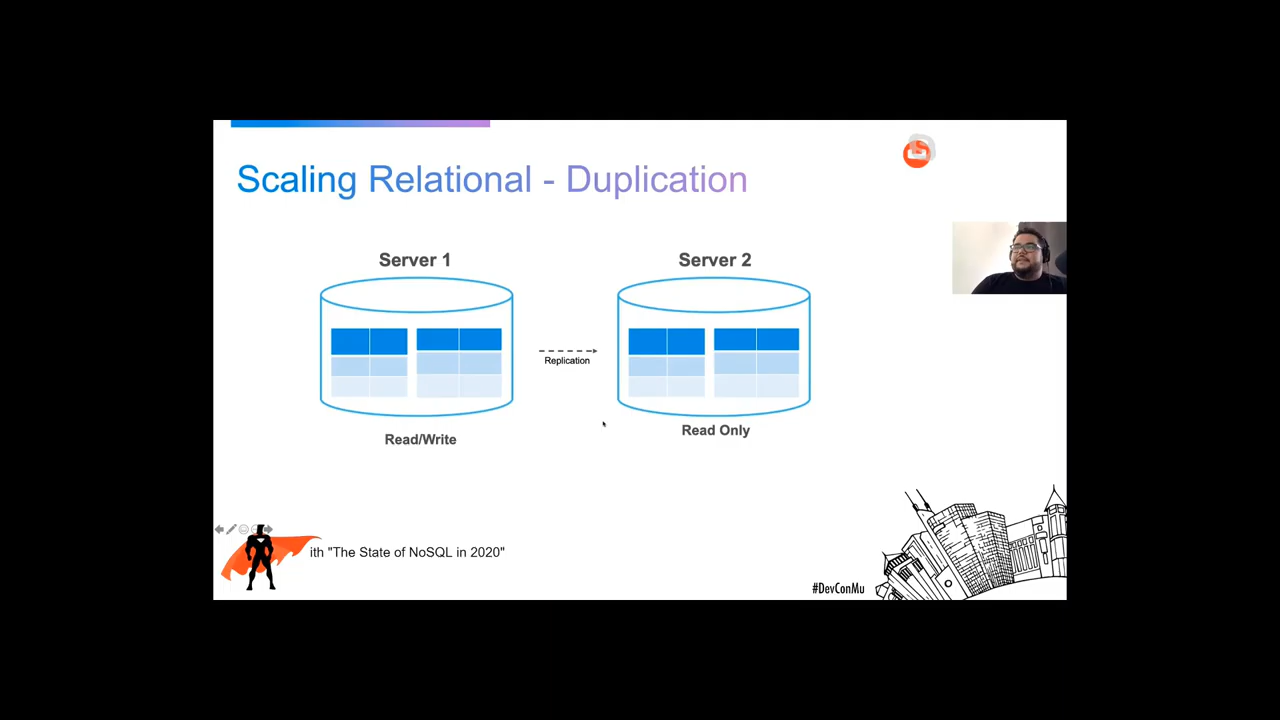 Scaling Relational - Duplication
Server 1
Server 2
Replication
Read/Write
Read Only
ith "The State of NoSQL in 2020"
#DevConMu